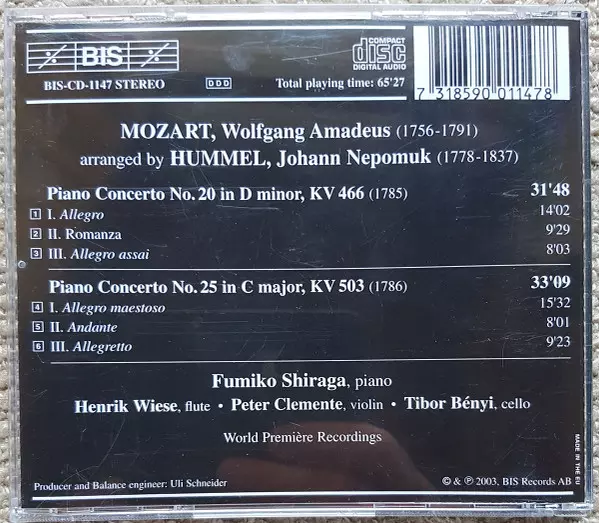 BIS
COMPACT
disc
DIGITAL AUDIO
BIS-CD-1147 STEREO
DDD
Total playing time: 65'27
7 318590 011478
MOZART, Wolfgang Amadeus (1756-1791)
arranged by HUMMEL, Johann Nepomuk (1778-1837)
Piano Concerto No. 20 in D minor, KV 466 (1785) 31'48
1 I. Allegro 14'02
2 II. Romanza 9'29
3 III. Allegro assai 8'03
Piano Concerto No. 25 in C major, KV 503 (1786) 33'09
4 I. Allegro maestoso 15'32
5 II. Andante 8'01
6 III. Allegretto 9'23
Fumiko Shiraga, piano
Henrik Wiese, flute • Peter Clemente, violin • Tibor Bényi, cello
World Première Recordings
MADE IN THE EU
Producer and Balance engineer: Uli Schneider
© & ℗ 2003, BIS Records AB